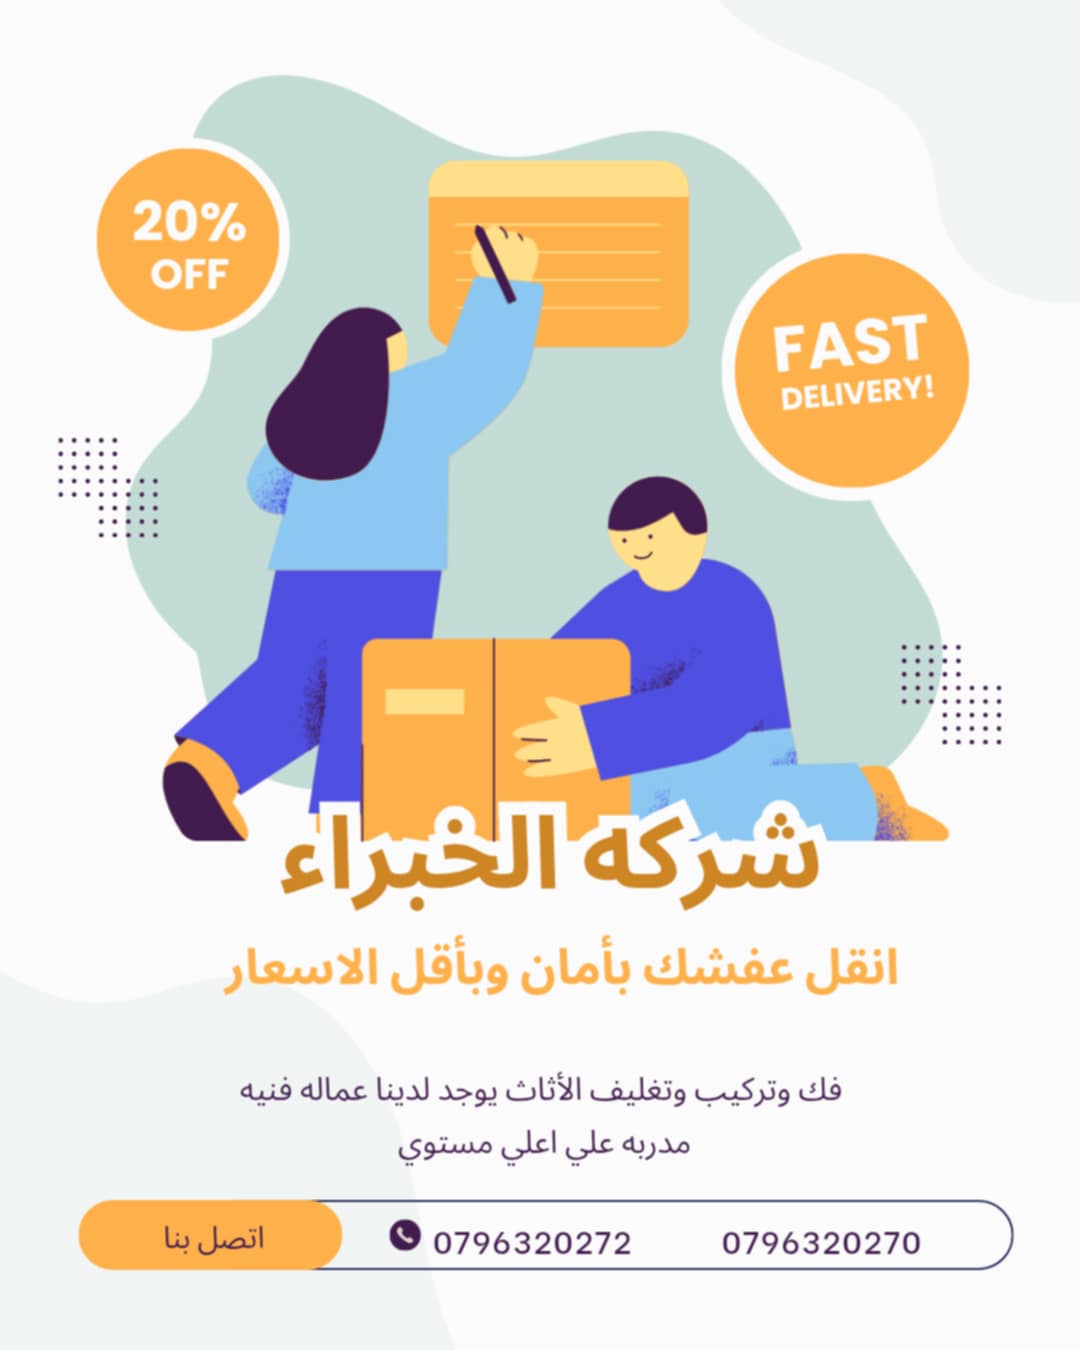 20%
OFF
FAST
DELIVERY!
شركه الخبراء
انقل عفشك بأمان وبأقل الاسعار
فك وتركيب وتغليف الأثاث يوجد لدينا عماله فنيه
مدربه علي اعلي مستوي
اتصل بنا
0796320272
0796320270